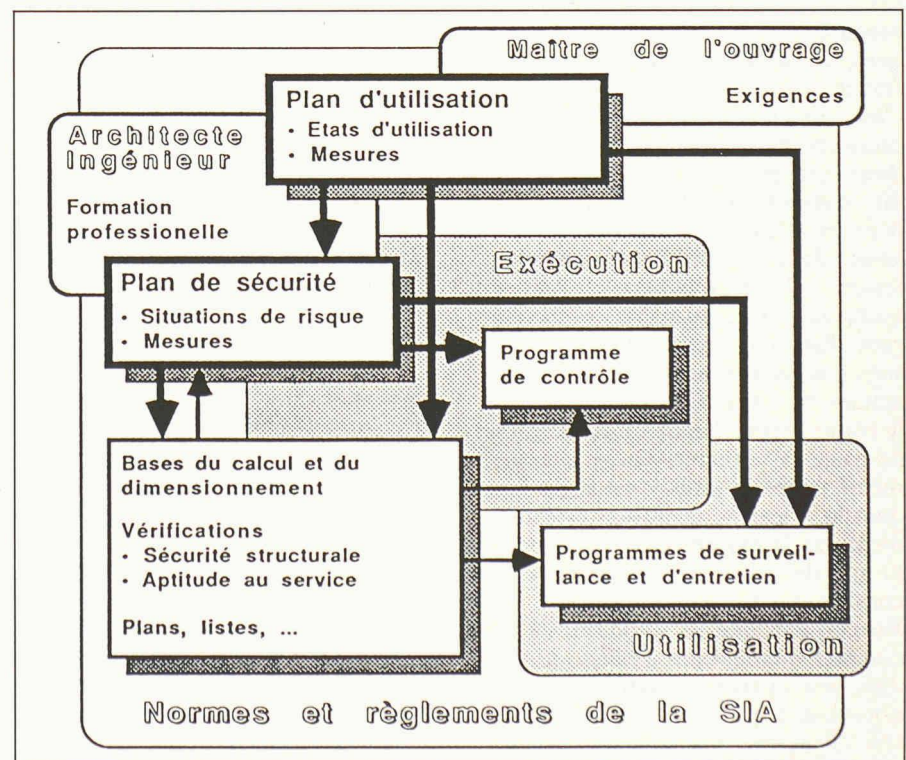 Maître de l'ouvrage
Exigences
Plan d'utilisation
• Etats d'utilisation
• Mesures
Architecte
Ingénieur
Formation
professionelle
Exécution
Plan de sécurité
• Situations de risque
• Mesures
Programme
de contrôle
Bases du calcul et du
dimensionnement
Vérifications
• Sécurité structurale
• Aptitude au service
Plans, listes, ...
Programmes de surveil-
lance et d'entretien
Utilisation
Normes et règlements de la SIA